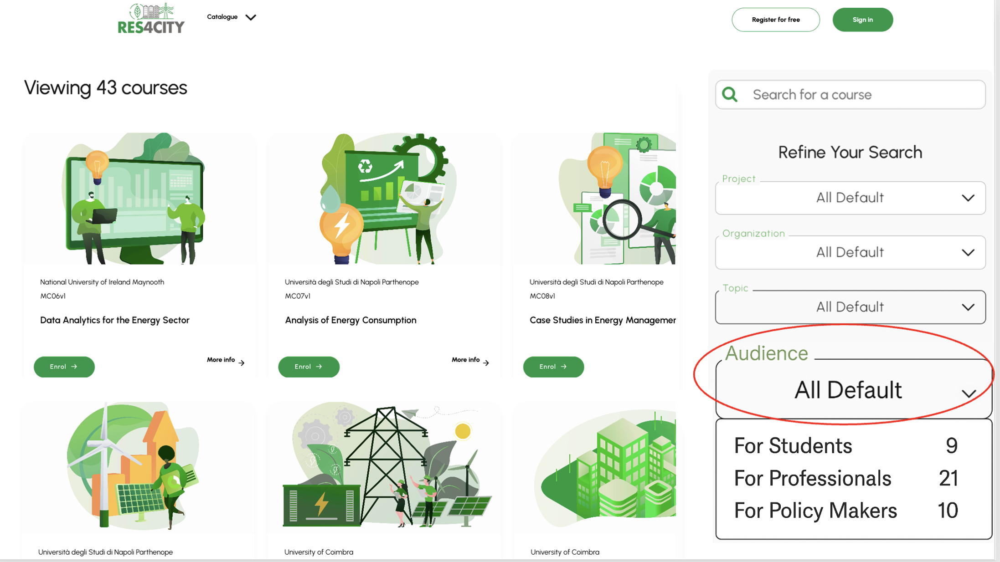 RES4CITY
Catalogue
Register for free
Sign in
Viewing 43 courses
National University of Ireland Maynooth
MC06v1
Data Analytics for the Energy Sector
Enrol
More info
Università degli Studi di Napoli Parthenope
MC07v1
Analysis of Energy Consumption
Enrol
More info
Università degli Studi di Napoli Parthenope
MC08v1
Case Studies in Energy Managemen
Enrol
Università degli Studi di Napoli Parthenope
University of Coimbra
University of Coimbra
Search for a course
Refine Your Search
Project
All Default
Organization
All Default
Topic
All Default
Audience
All Default
For Students 9
For Professionals 21
For Policy Makers 10